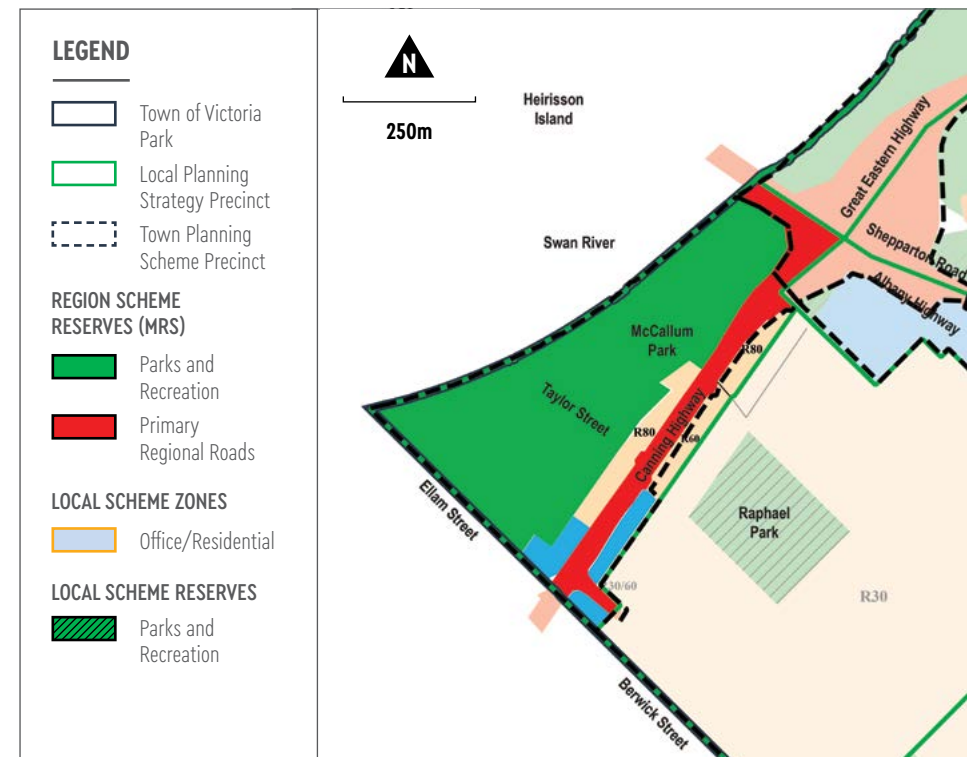 LEGEND
Town of Victoria
Park
Local Planning
Strategy Precinct
Town Planning
Scheme Precinct
REGION SCHEME
RESERVES (MRS)
Parks and
Recreation
Primary
Regional Roads
LOCAL SCHEME ZONES
Office/Residential
LOCAL SCHEME RESERVES
Parks and
Recreation
N
250m
Heirisson
Island
Swan River
Great Eastern Highway
Shepparton Road
Albany Highway
McCallum
Park
R80
Taylor Street
R80
Canning Highway
R60
Ellam Street
Raphael
Park
30/60
R30
Berwick Street